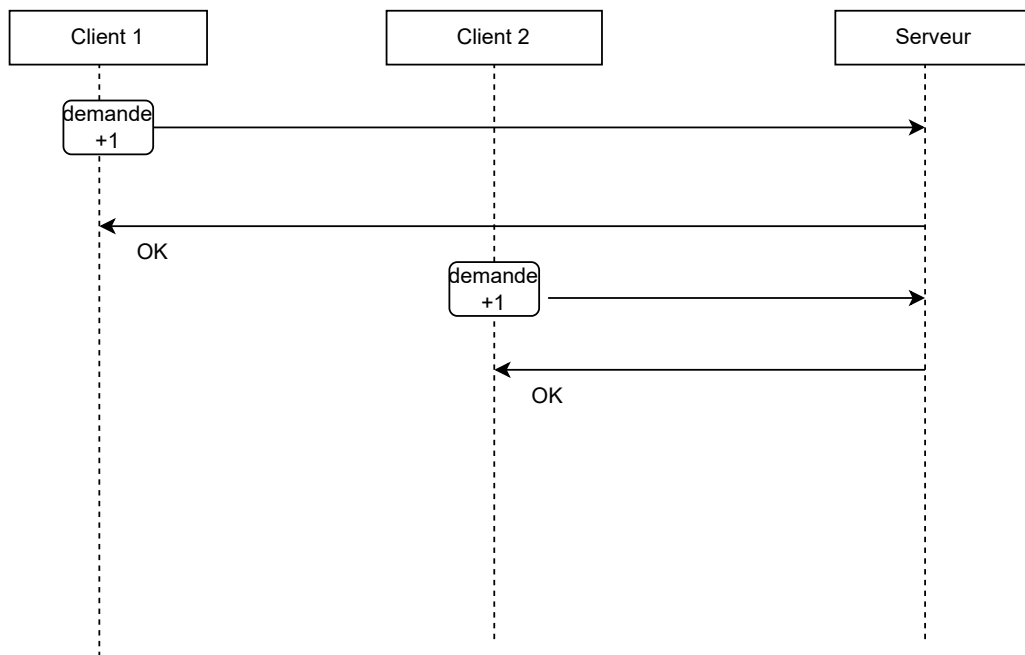 Client 1
Client 2
Serveur
demande
+1
OK
demande
+1
OK